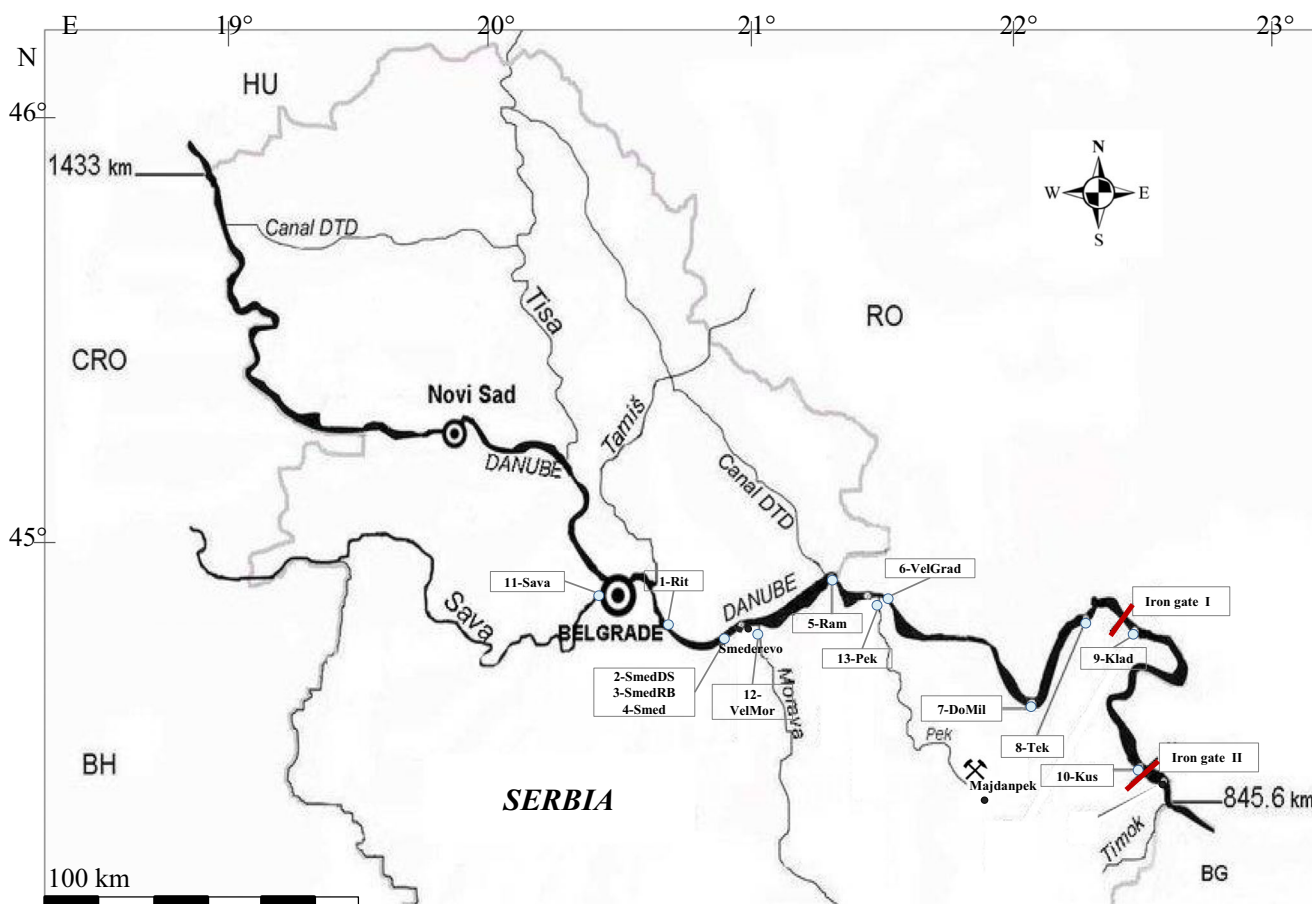 E
19°
20°
21°
22°
23°
N
HU
46°
1433 km
N
W
E
S
Canal DTD
Tisa
RO
CRO
Novi Sad
Tamiš
DANUBE
Canal DTD
45°
11-Sava
1-Rit
6-VelGrad
Sava
DANUBE
Iron gate I
BELGRADE
5-Ram
Smederevo
13-Pek
9-Klad
2-SmedDS
3-SmedRB
4-Smed
12-
VelMor
Morava
7-DoMil
Pek
8-Tek
BH
Iron gate II
10-Kus
Majdanpek
SERBIA
845.6 km
Timok
BG
100 km